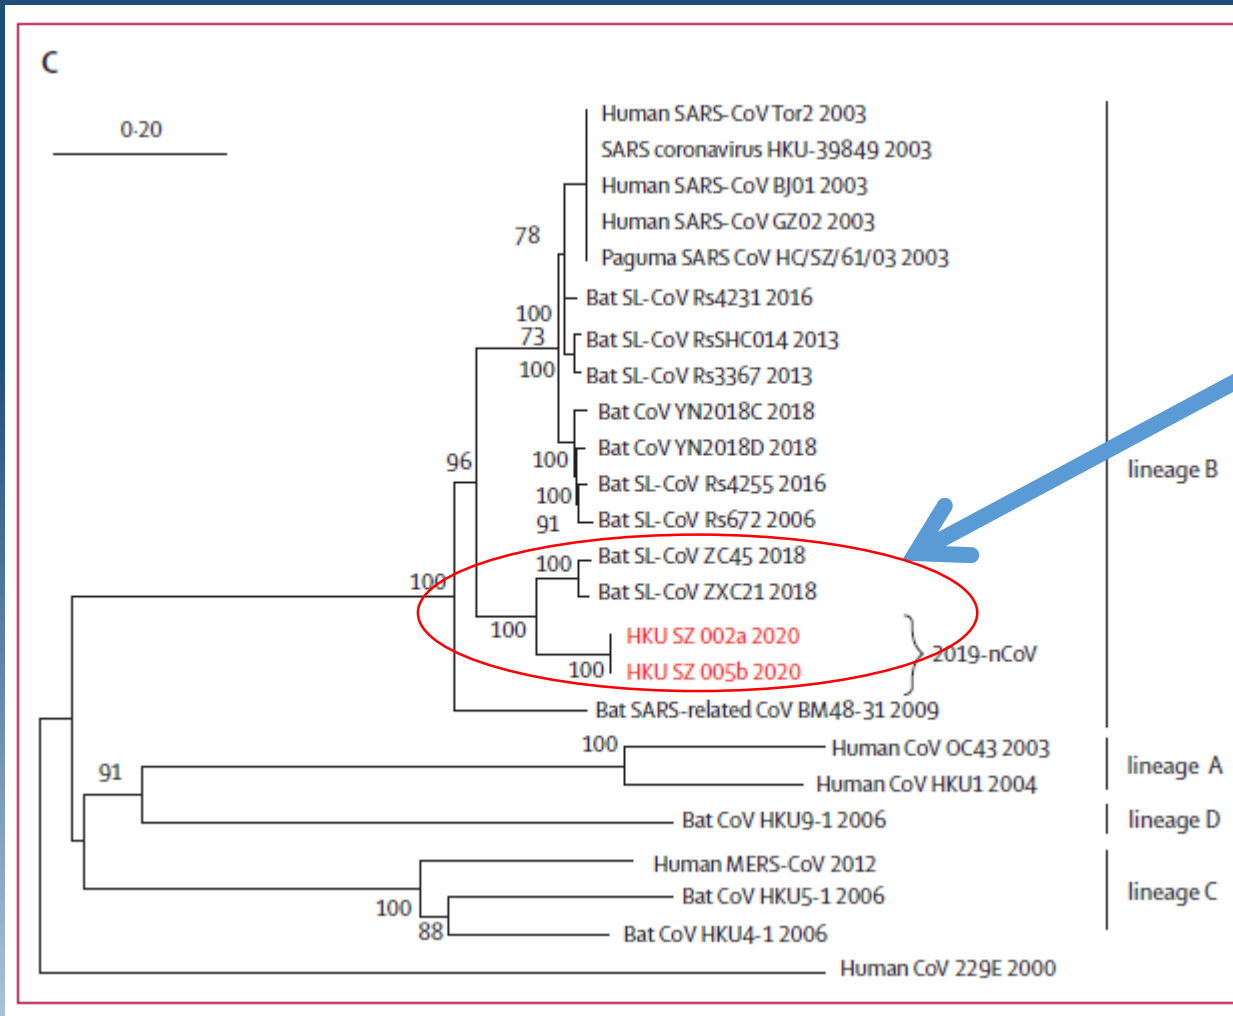 C
0·20
Human SARS-CoV Tor2 2003
SARS coronavirus HKU-39849 2003
Human SARS-CoV BJ01 2003
Human SARS-CoV GZ02 2003
78
Paguma SARS CoV HC/SZ/61/03 2003
Bat SL-CoV Rs4231 2016
100
73
Bat SL-CoV RsSHC014 2013
100
Bat SL-CoV Rs3367 2013
Bat CoV YN2018C 2018
Bat CoV YN2018D 2018
96
100
lineage B
Bat SL-CoV Rs4255 2016
100
91
Bat SL-CoV Rs672 2006
Bat SL-CoV ZC45 2018
100
100
Bat SL-CoV ZXC21 2018
100
HKU SZ 002a 2020
2019-nCoV
100
HKU SZ 005b 2020
Bat SARS-related CoV BM48-31 2009
100
Human CoV OC43 2003
91
lineage A
Human CoV HKU1 2004
Bat CoV HKU9-1 2006
lineage D
Human MERS-CoV 2012
Bat CoV HKU5-1 2006
lineage C
100
88
Bat CoV HKU4-1 2006
Human CoV 229E 2000